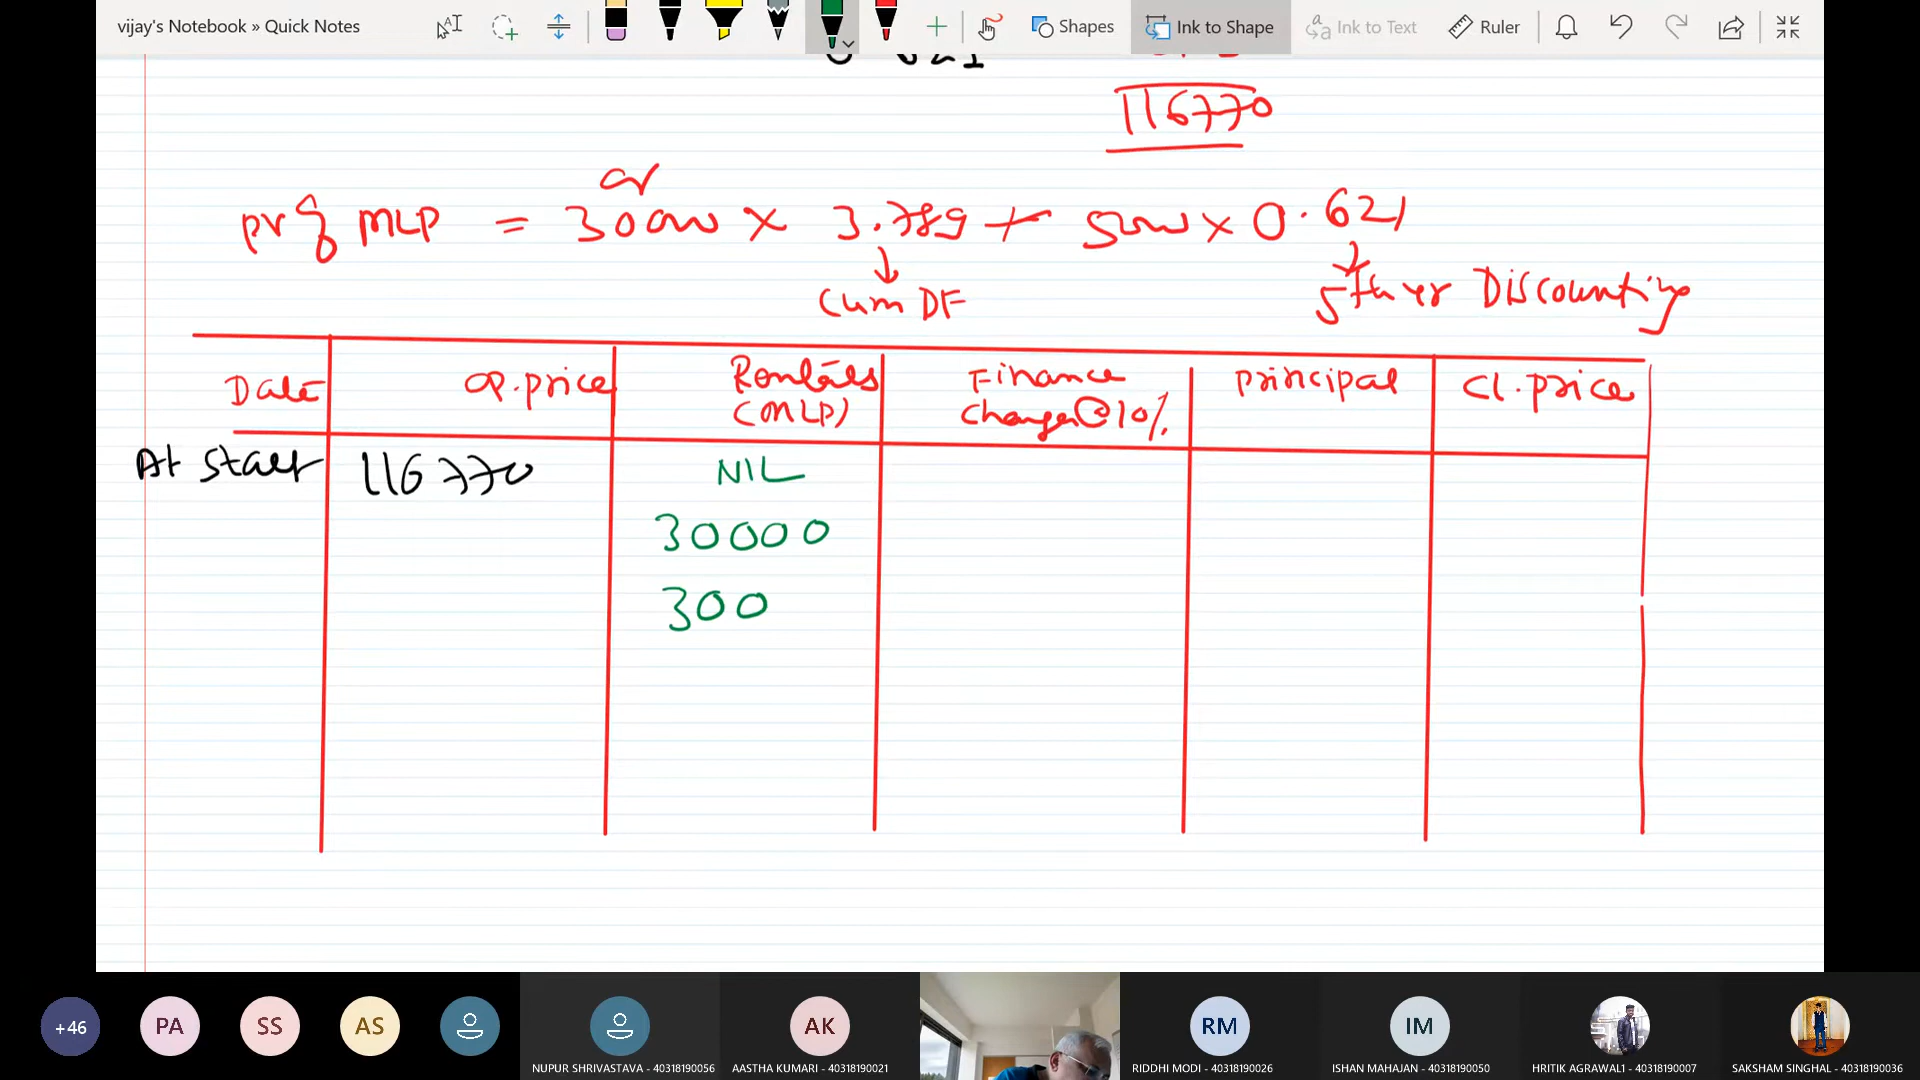 vijay's Notebook » Quick Notes
Shapes
Ink to Shape
Ink to Text
Ruler
116770
or
pv of MLP = 30000 × 3.789 + 5000 × 0.621
Cum DF
5th yer Discounting
Date OP.price Rentals (MLP) Finance Charges@10% Principal Cl.price
At Start 116770 NIL
30000
300
+46
PA
SS
AS
AK
RM
IM
NUPUR SHRIVASTAVA - 40318190056
AASTHA KUMARI - 40318190021
RIDDHI MODI - 40318190026
ISHAN MAHAJAN - 40318190050
HRITIK AGRAWAL1 - 40318190007
SAKSHAM SINGHAL - 40318190036